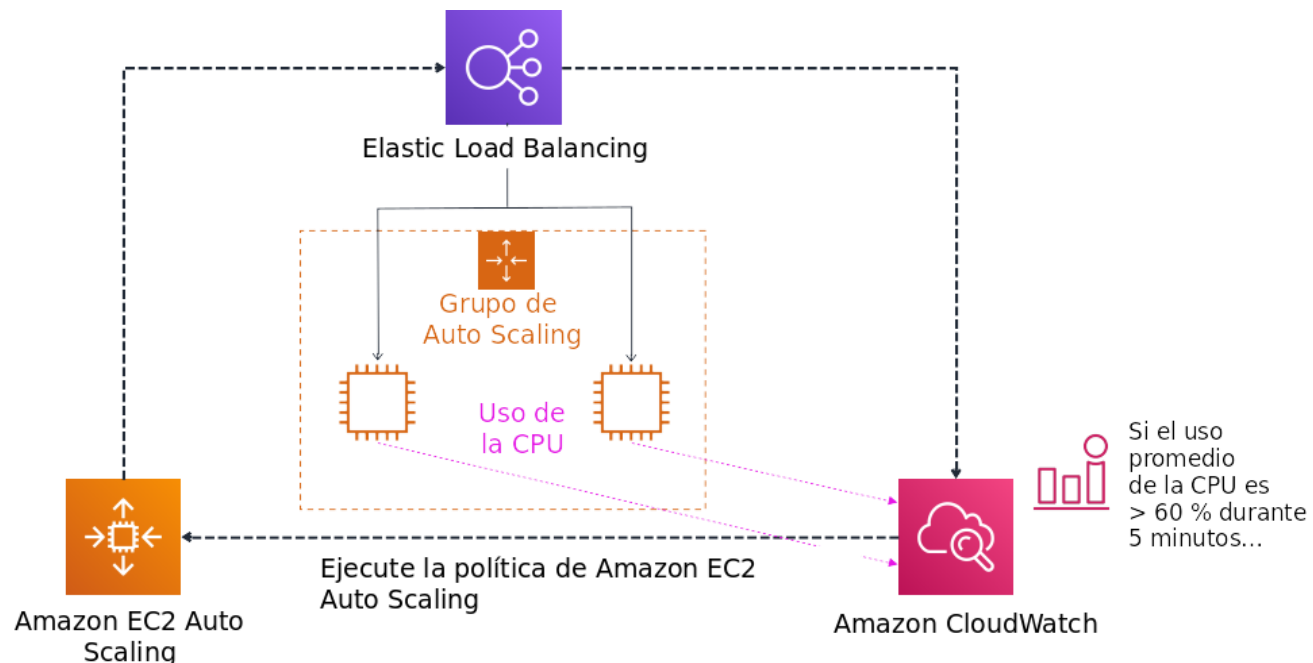 Elastic Load Balancing
Grupo de
Auto Scaling
Uso de
la CPU
Si el uso
promedio
de la CPU es
> 60 % durante
5 minutos...
Ejecute la política de Amazon EC2
Auto Scaling
Amazon EC2 Auto
Scaling
Amazon CloudWatch